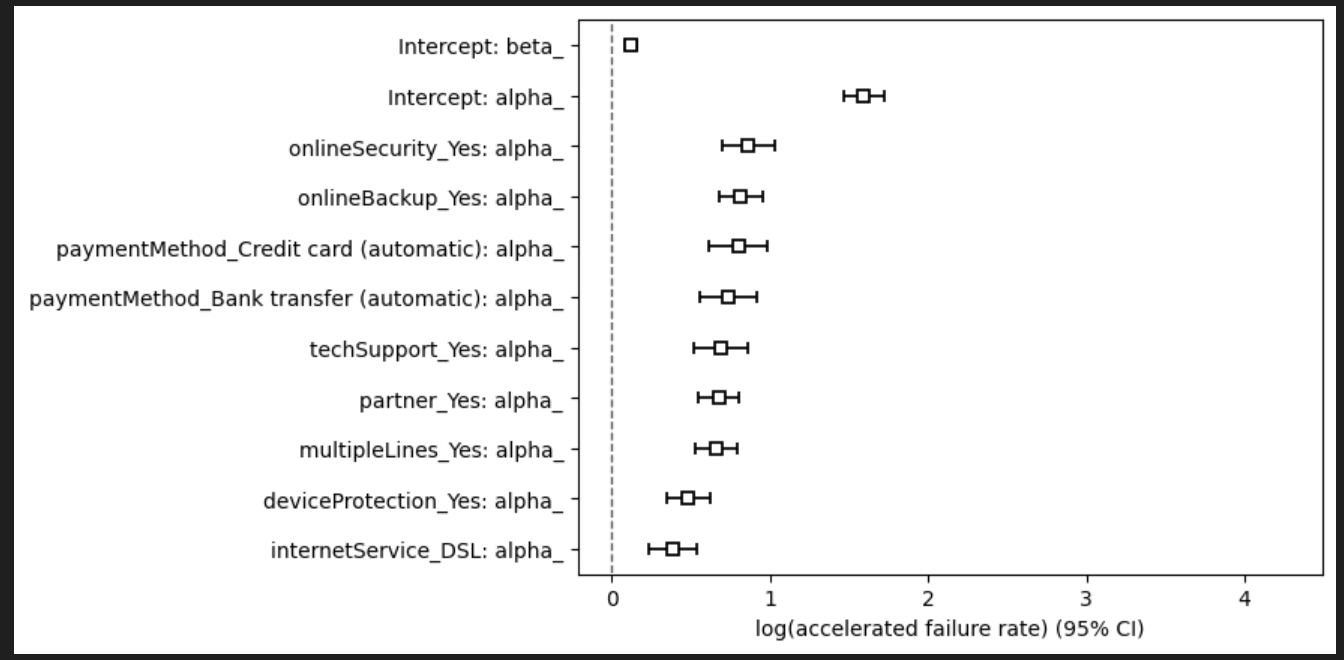 Intercept: beta_
Intercept: alpha_
onlineSecurity_Yes: alpha_
onlineBackup_Yes: alpha_
paymentMethod_Credit card (automatic): alpha_
paymentMethod_Bank transfer (automatic): alpha_
techSupport_Yes: alpha_
partner_Yes: alpha_
multipleLines_Yes: alpha_
deviceProtection_Yes: alpha_
internetService_DSL: alpha_
0 1 2 3 4
log(accelerated failure rate) (95% CI)